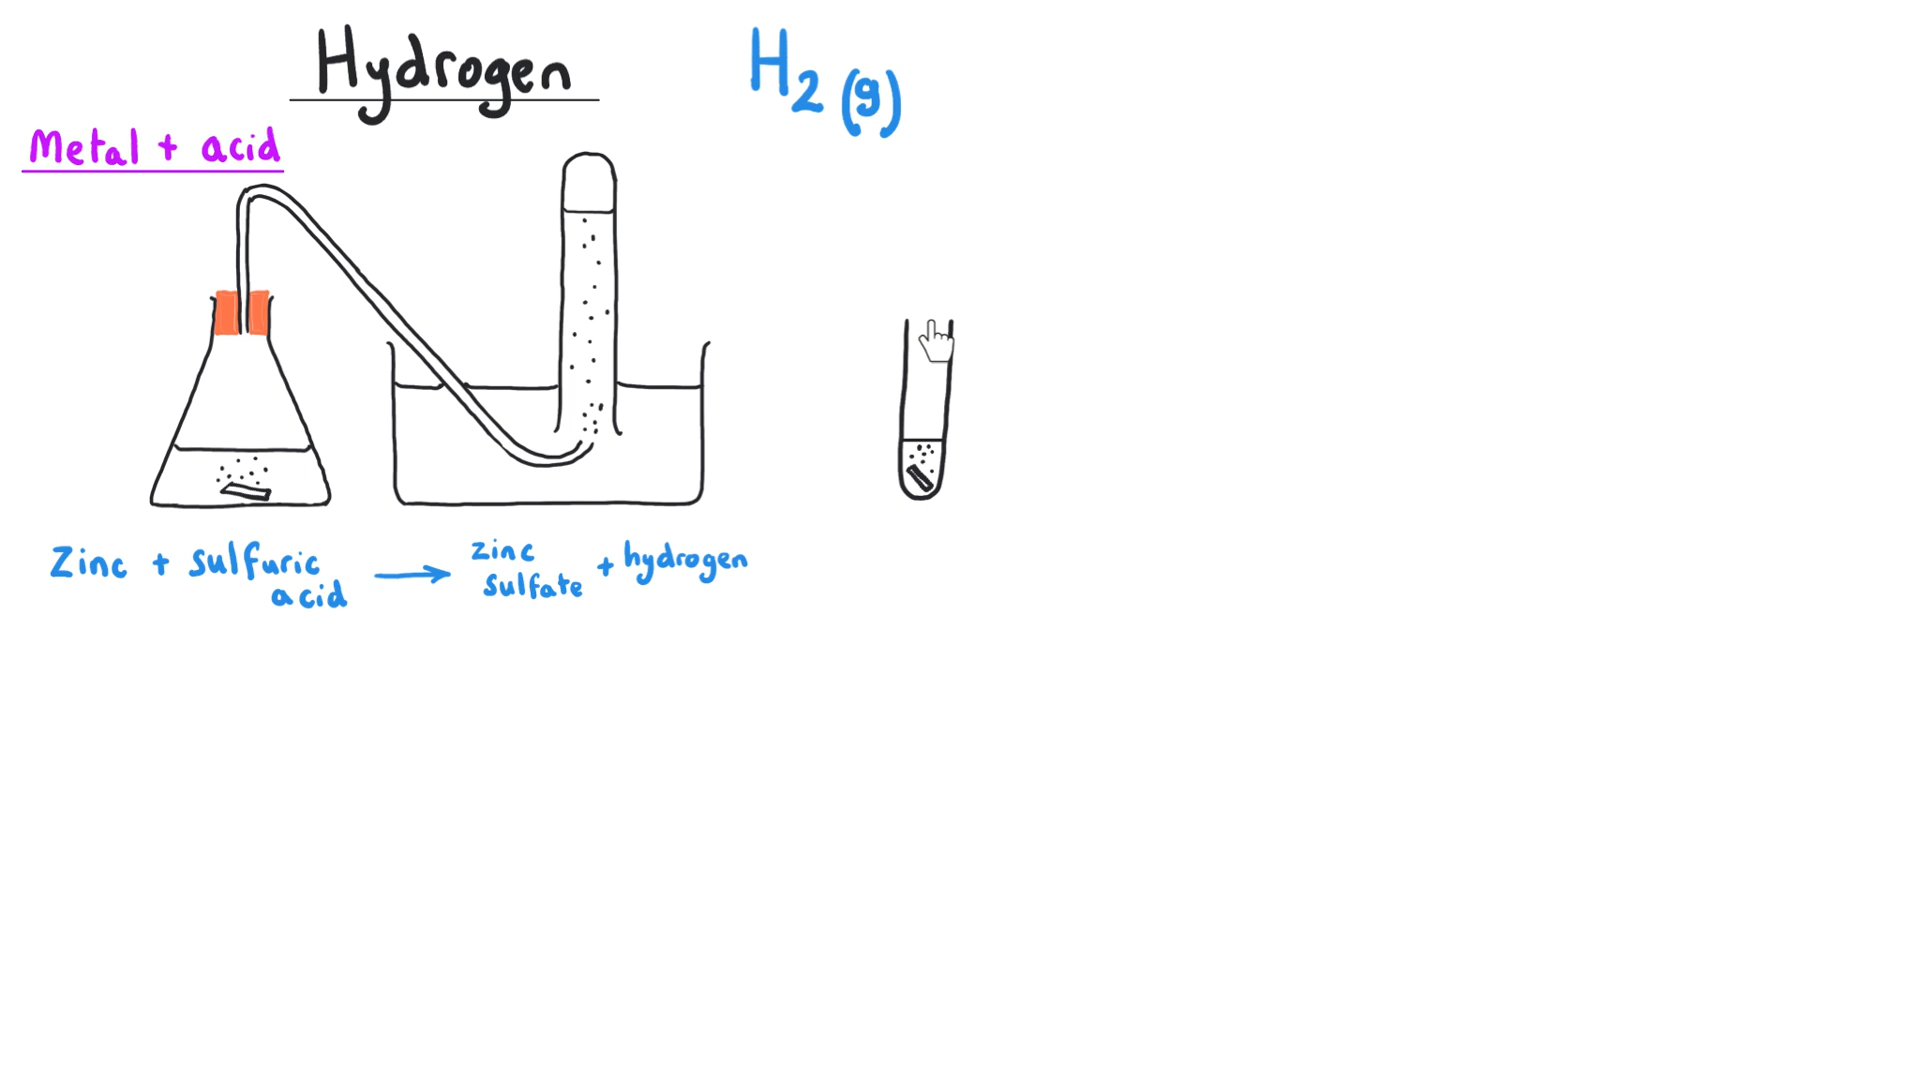 Hydrogen
H2 (g)
Metal + acid
Zinc + sulfuric acid → zinc sulfate + hydrogen